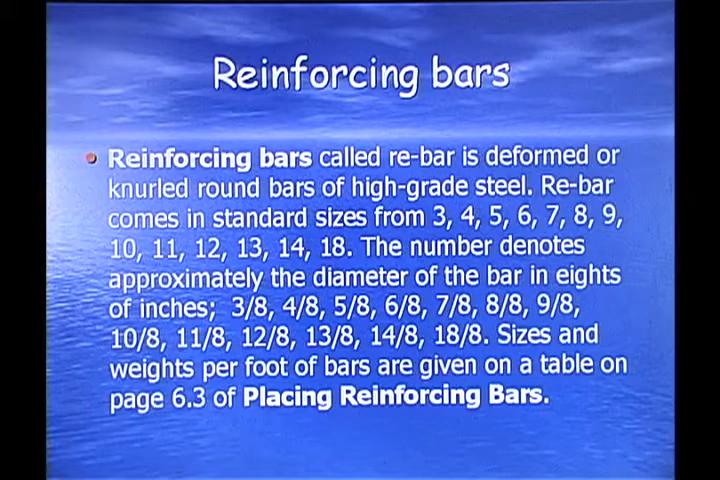 Reinforcing bars
Reinforcing bars called re-bar is deformed or
knurled round bars of high-grade steel. Re-bar
comes in standard sizes from 3, 4, 5, 6, 7, 8, 9,
10, 11, 12, 13, 14, 18. The number denotes
approximately the diameter of the bar in eights
of inches; 3/8, 4/8, 5/8, 6/8, 7/8, 8/8, 9/8,
10/8, 11/8, 12/8, 13/8, 14/8, 18/8. Sizes and
weights per foot of bars are given on a table on
page 6.3 of Placing Reinforcing Bars.